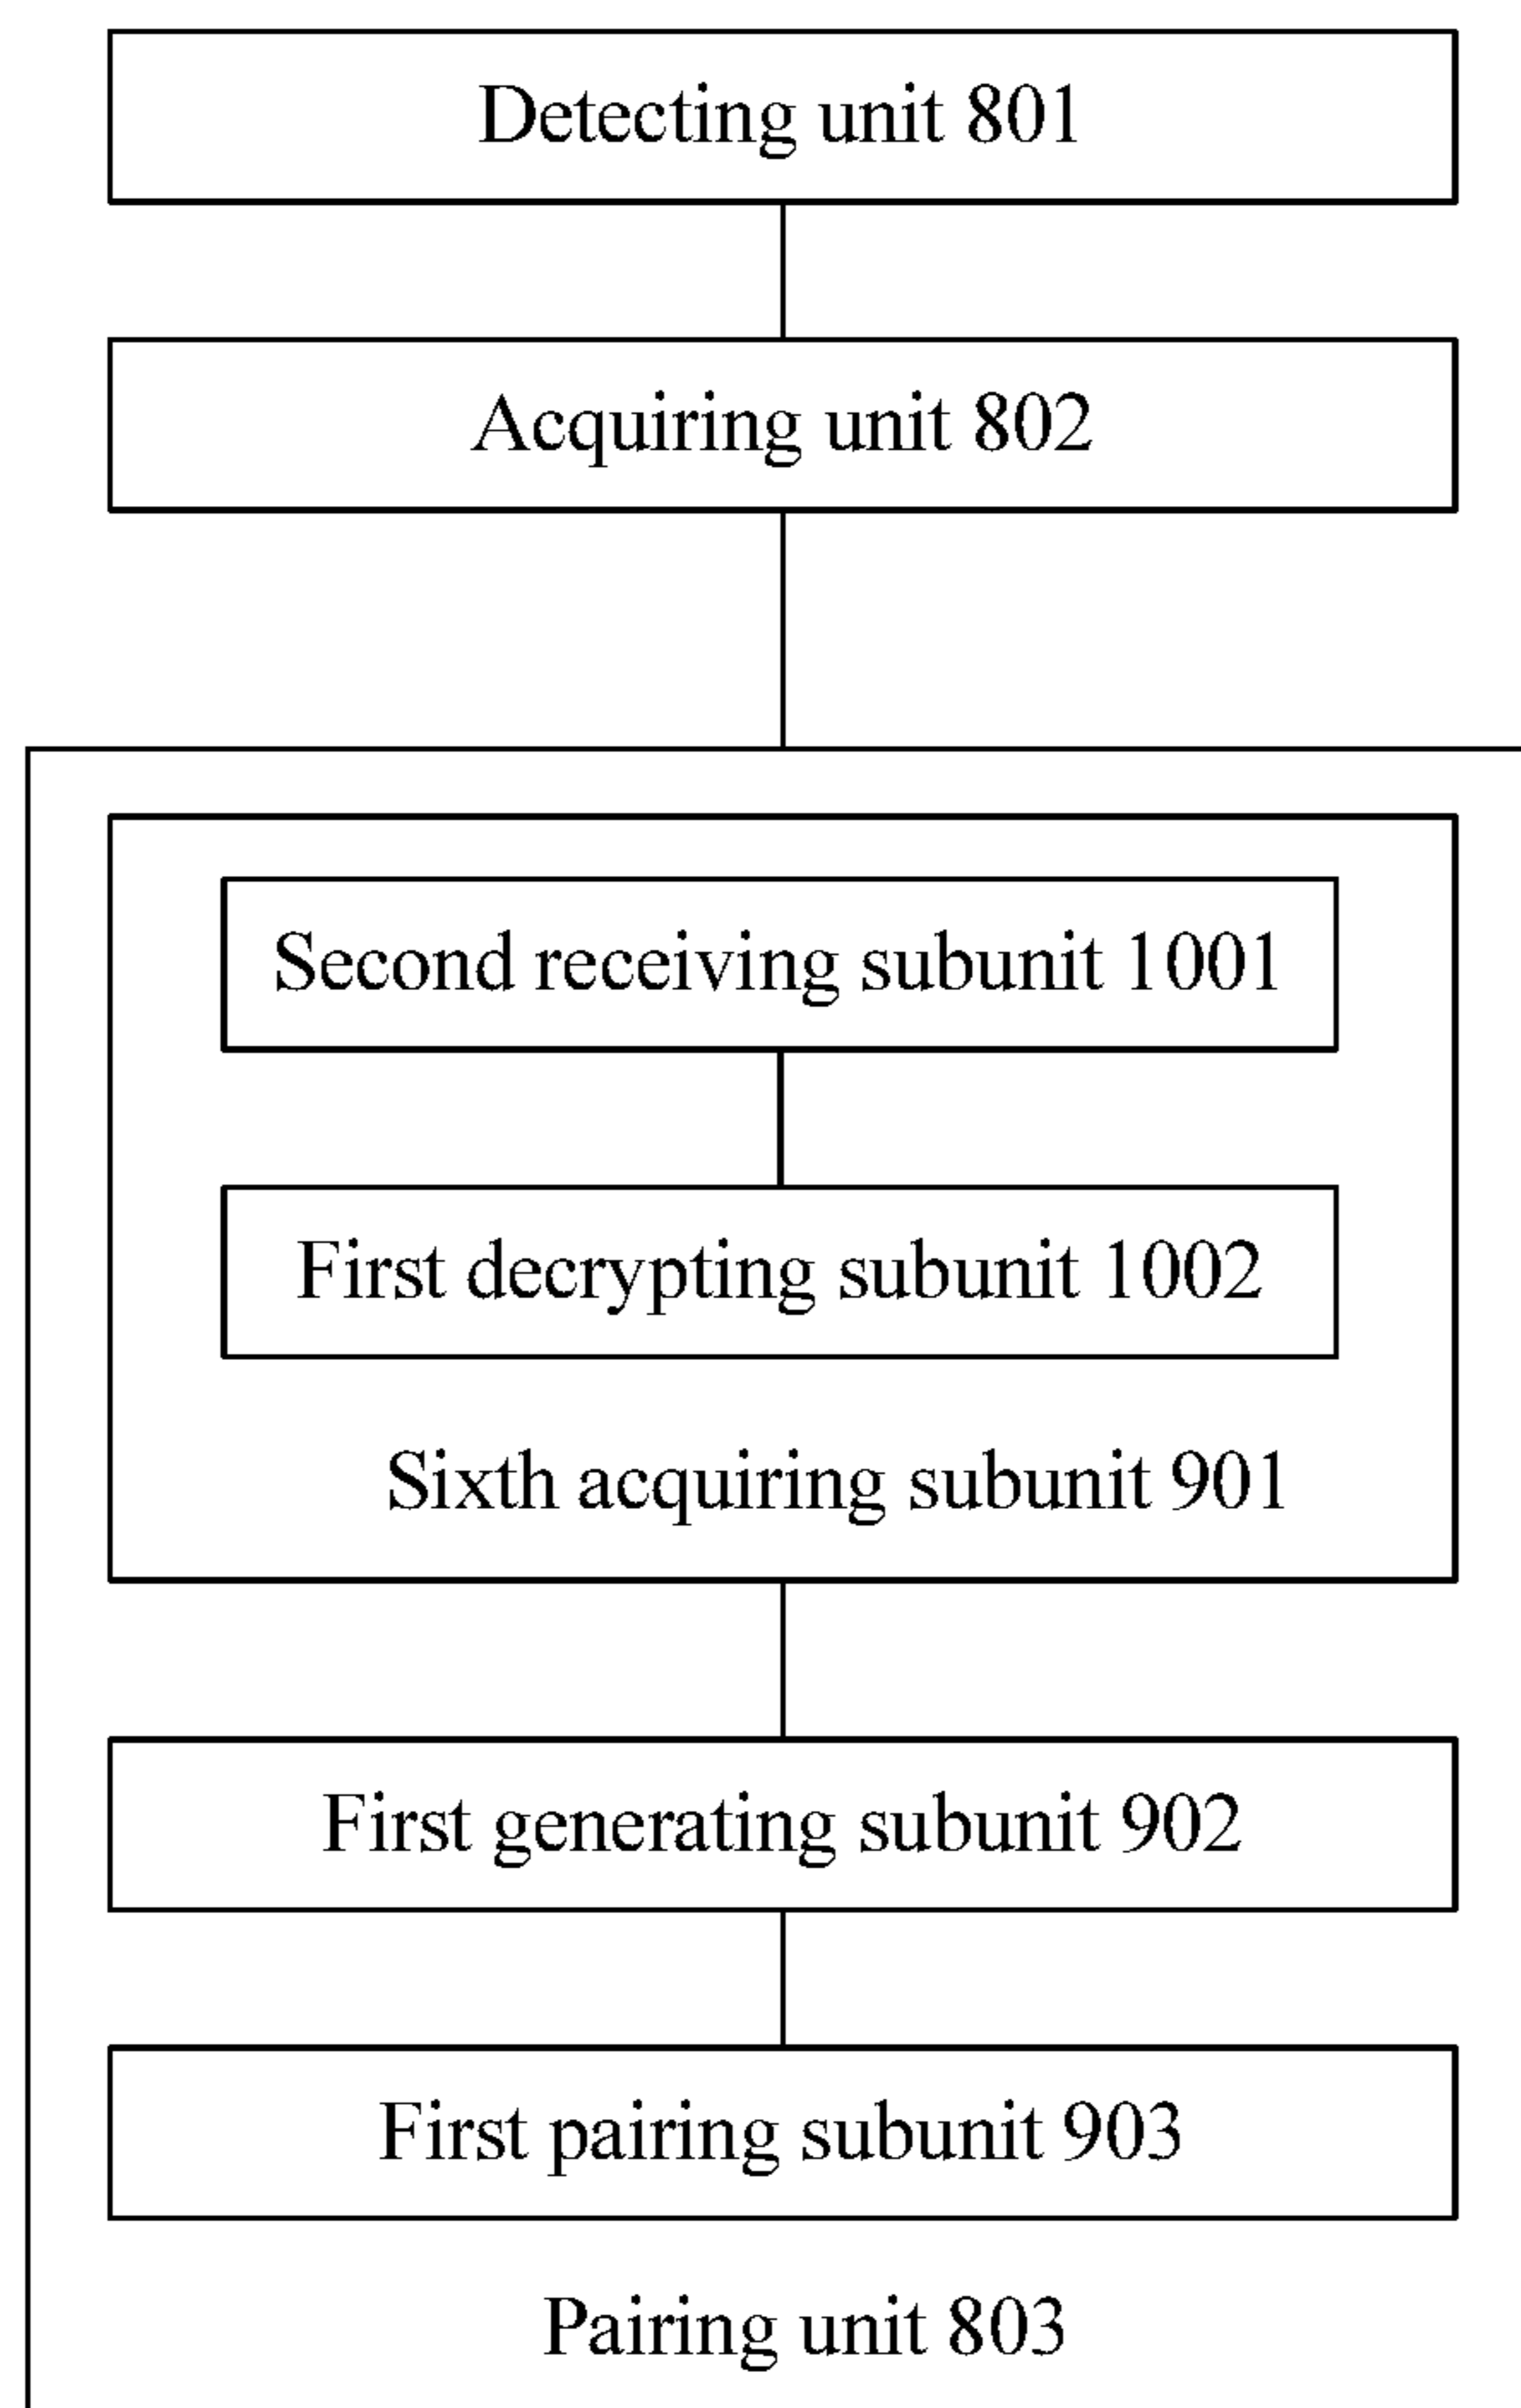 Detecting unit 801
Acquiring unit 802
Second receiving subunit 1001
First decrypting subunit 1002
Sixth acquiring subunit 901
First generating subunit 902
First pairing subunit 903
Pairing unit 803